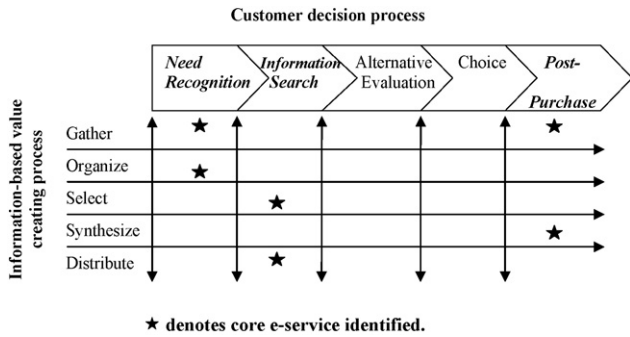 Customer decision process
Need
Recognition
Information
Search
Alternative
Evaluation
Choice
Post-
Purchase
Information-based value
creating process
Gather
Organize
Select
Synthesize
Distribute
★ denotes core e-service identified.